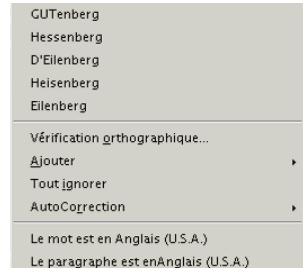 GUTenberg
Hessenberg
D'Eilenberg
Heisenberg
Eilenberg
Vérification orthographique...
Ajouter
Tout ignorer
AutoCorrection
Le mot est en Anglais (U.S.A.)
Le paragraphe est enAnglais (U.S.A.)